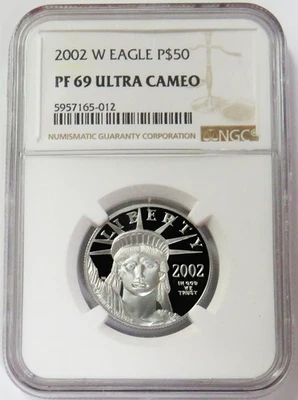 2002 W EAGLE P$50
PF 69 ULTRA CAMEO
5957165-012
NUMISMATIC GUARANTY CORPORATION
NGC
LIBERTY
2002
IN GOD
WE
TRUST